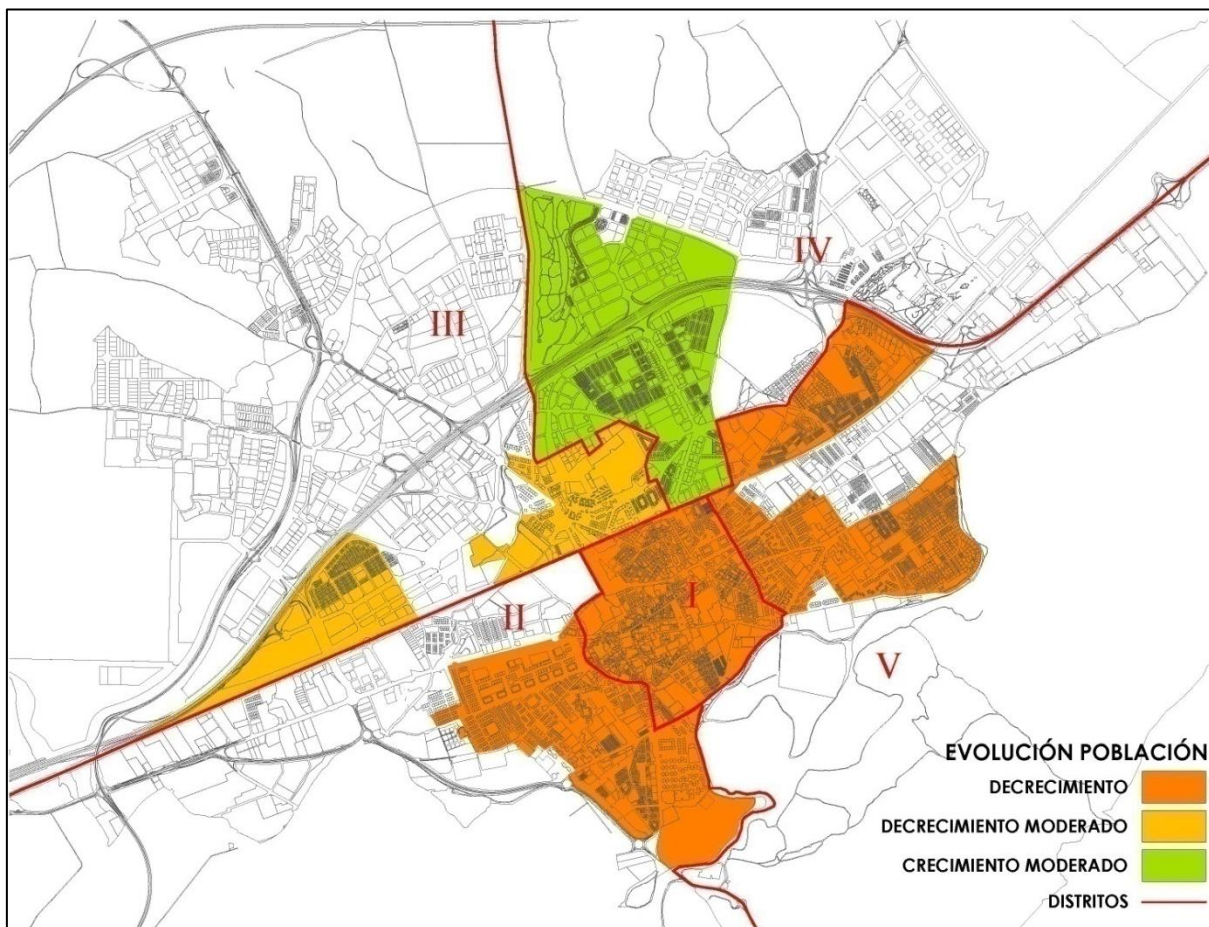 IV
III
I
II
V
EVOLUCIÓN POBLACIÓN
DECRECIMIENTO
DECRECIMIENTO MODERADO
CRECIMIENTO MODERADO
DISTRITOS